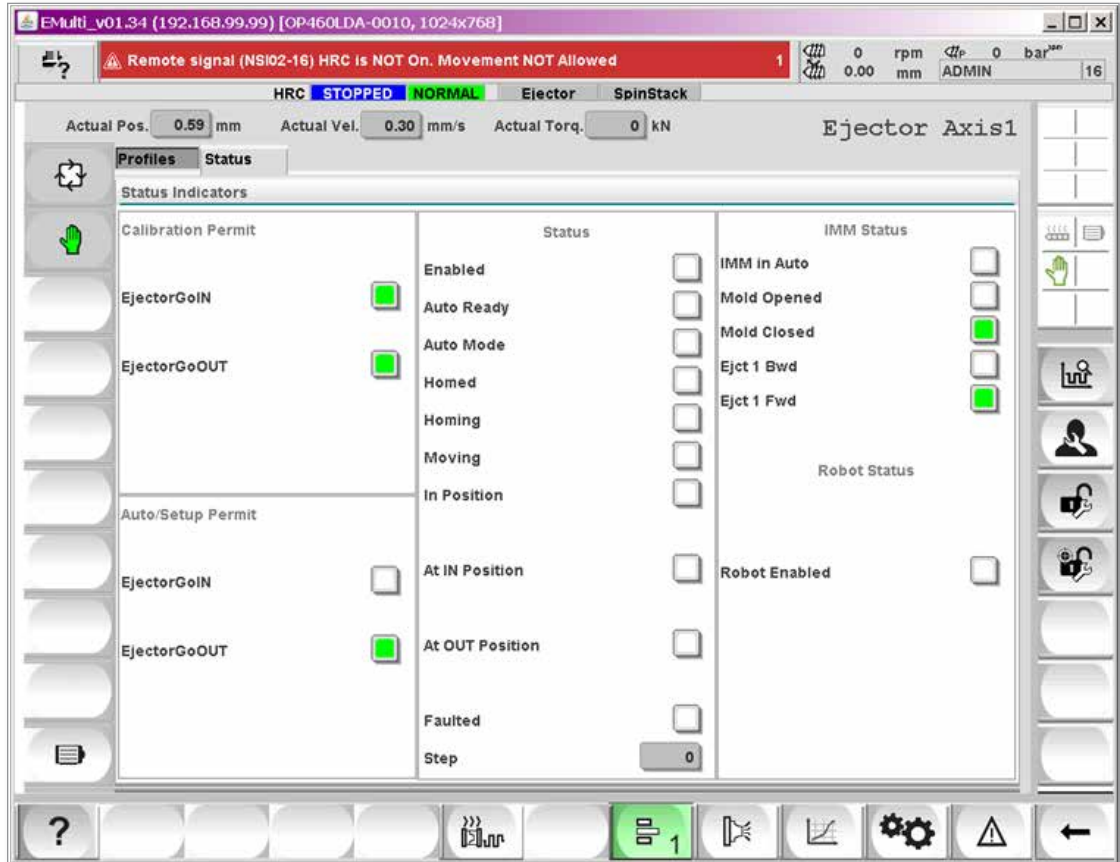 EMulti_v01.34 (192.168.99.99) [OP460LDA-0010, 1024x768]
Remote signal (NSI02-16) HRC is NOT On. Movement NOT Allowed 1
0 rpm 0 bar
0.00 mm ADMIN 16
HRC STOPPED NORMAL Ejector SpinStack
Actual Pos. 0.59 mm Actual Vel. 0.30 mm/s Actual Torq. 0 kN Ejector Axis1
Profiles Status
Status Indicators
Calibration Permit
EjectorGoIN
EjectorGoOUT
Auto/Setup Permit
EjectorGoIN
EjectorGoOUT
Status
Enabled
Auto Ready
Auto Mode
Homed
Homing
Moving
In Position
At IN Position
At OUT Position
Faulted
Step 0
IMM Status
IMM in Auto
Mold Opened
Mold Closed
Ejct 1 Bwd
Ejct 1 Fwd
Robot Status
Robot Enabled
? 1